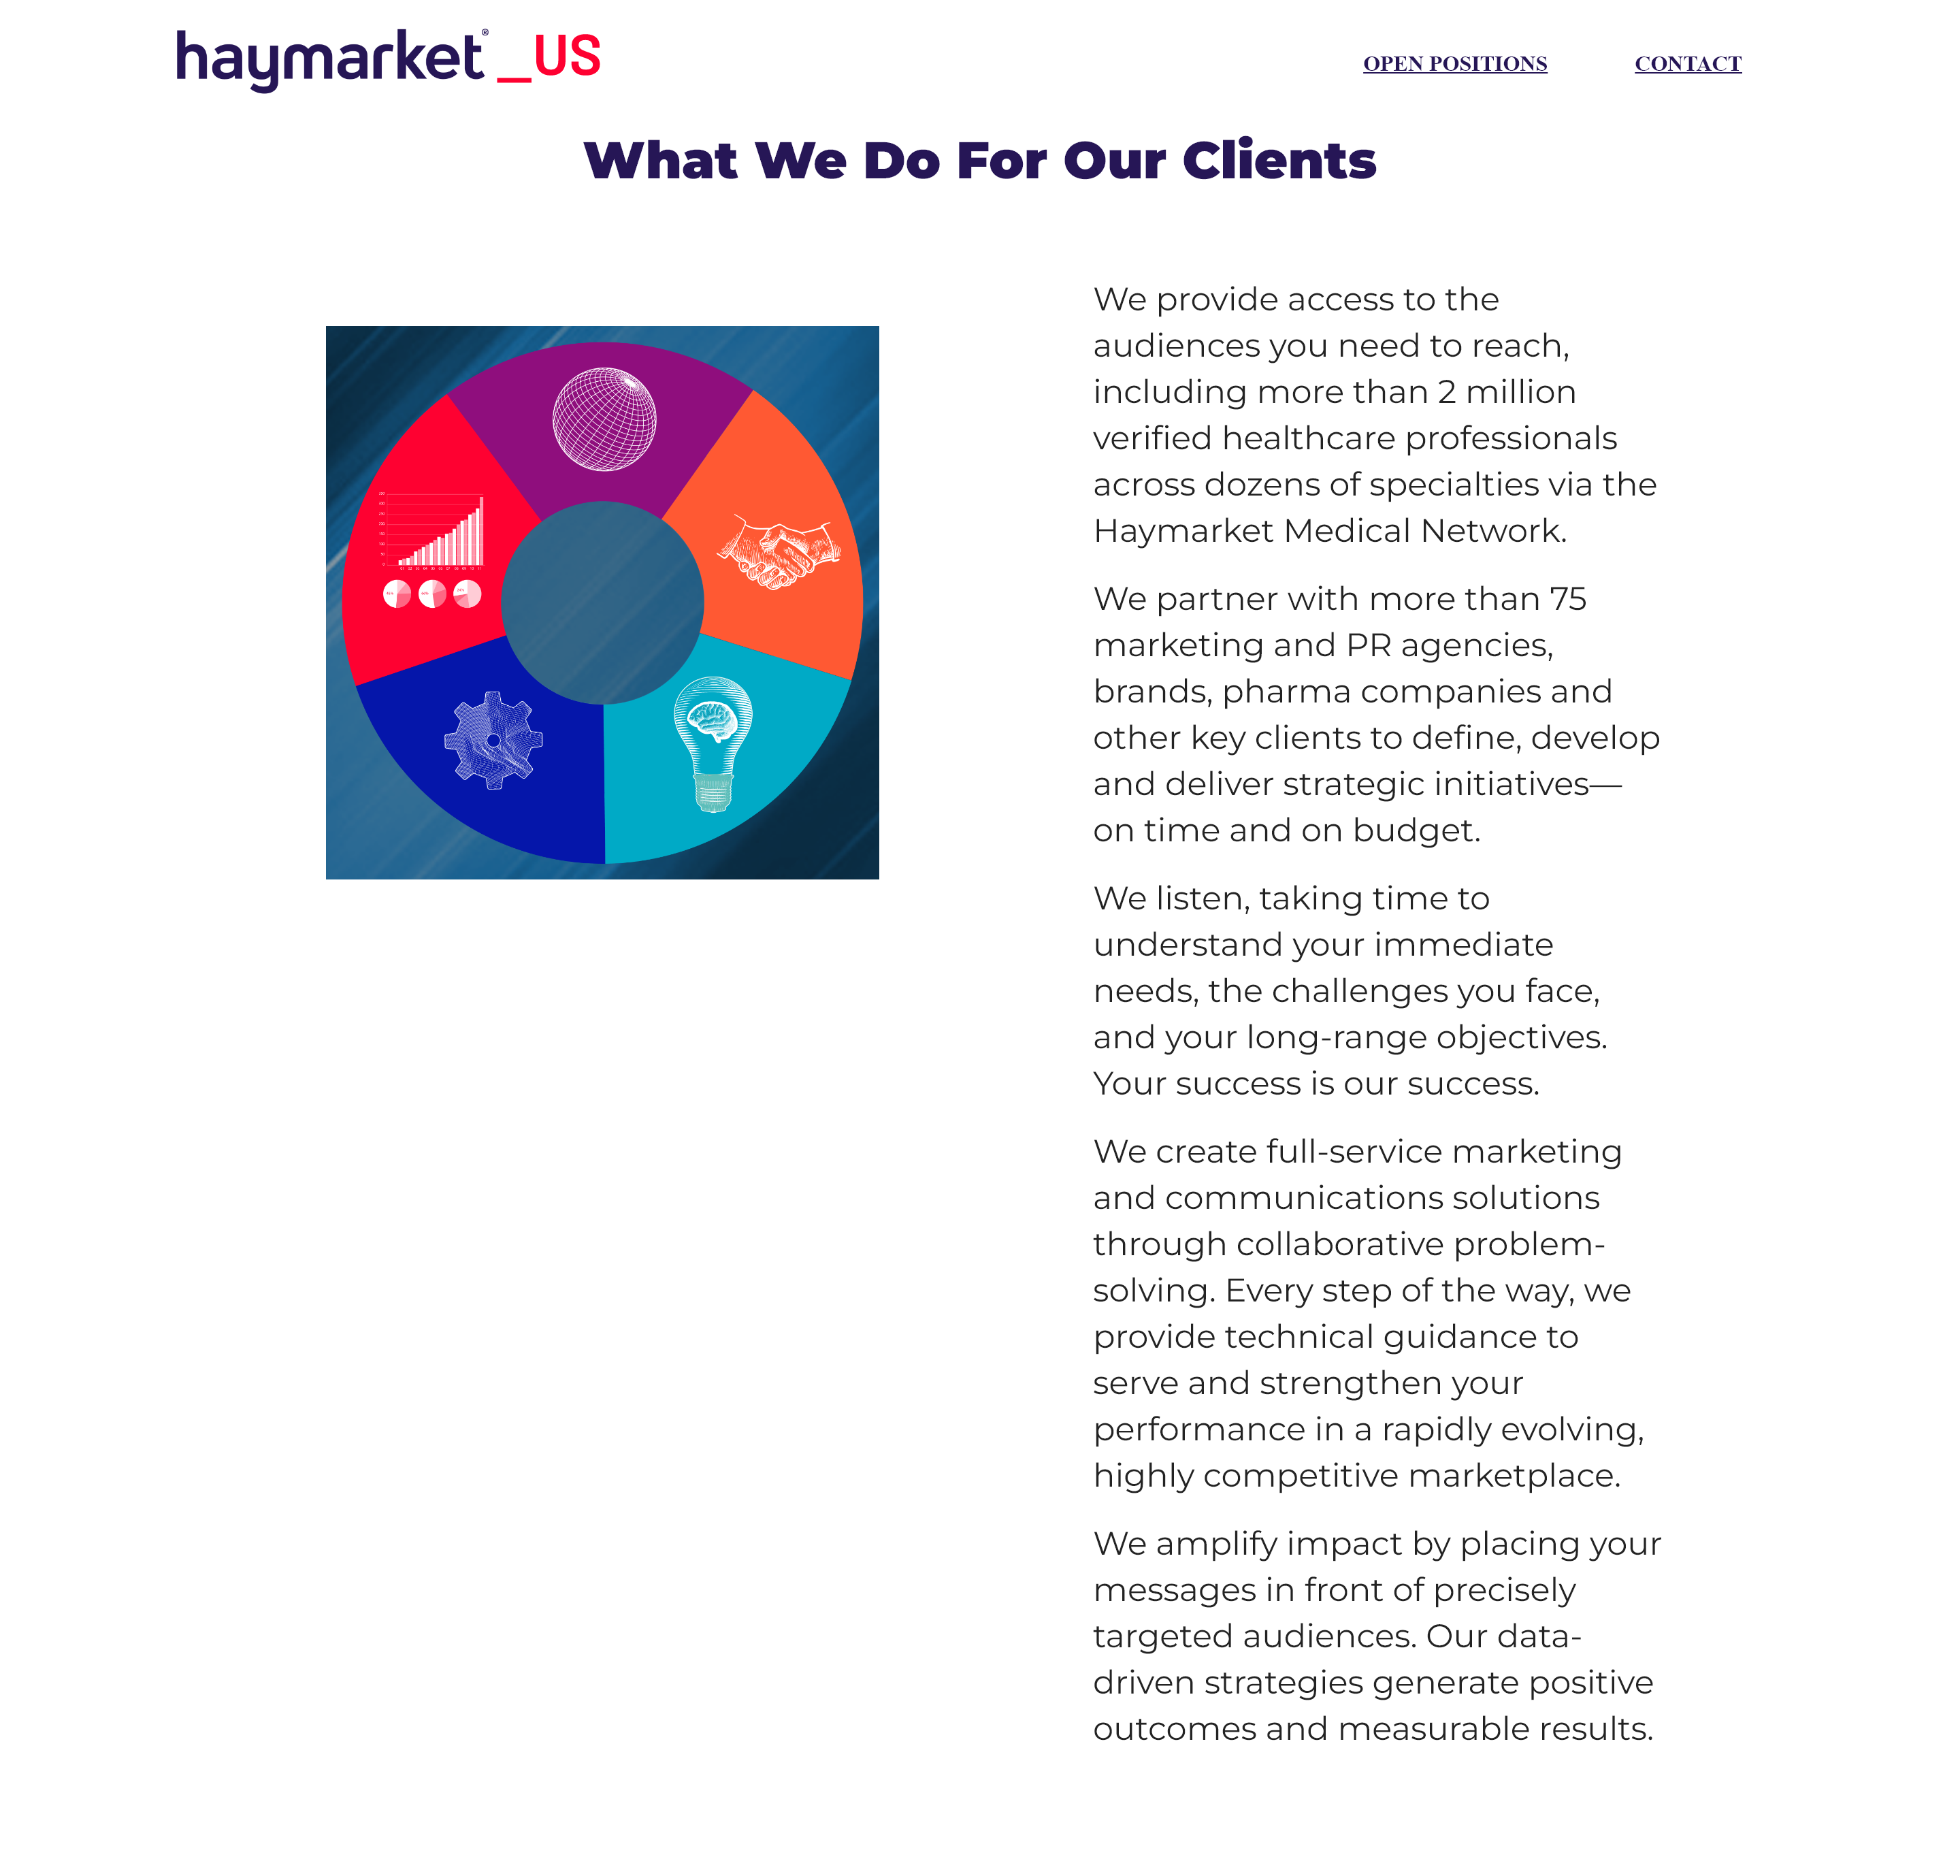 haymarket® _US
OPEN POSITIONS
CONTACT
What We Do For Our Clients
We provide access to the
audiences you need to reach,
including more than 2 million
verified healthcare professionals
across dozens of specialties via the
Haymarket Medical Network.
We partner with more than 75
marketing and PR agencies,
brands, pharma companies and
other key clients to define, develop
and deliver strategic initiatives—
on time and on budget.
We listen, taking time to
understand your immediate
needs, the challenges you face,
and your long-range objectives.
Your success is our success.
We create full-service marketing
and communications solutions
through collaborative problem-
solving. Every step of the way, we
provide technical guidance to
serve and strengthen your
performance in a rapidly evolving,
highly competitive marketplace.
We amplify impact by placing your
messages in front of precisely
targeted audiences. Our data-
driven strategies generate positive
outcomes and measurable results.